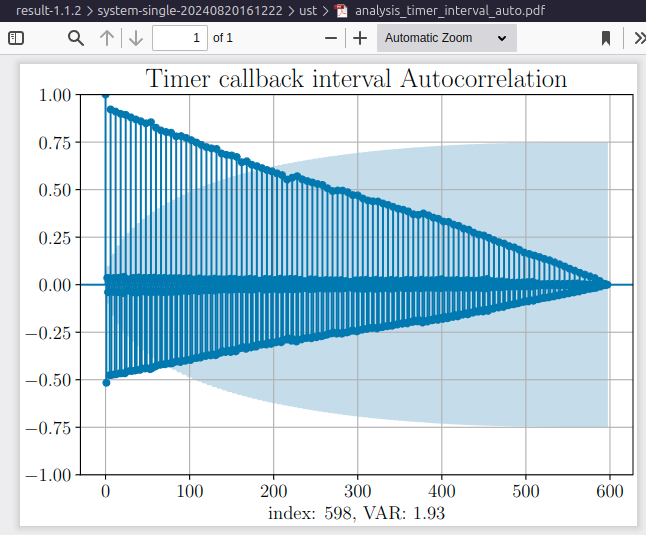 result-1.1.2 › system-single-20240820161222 › ust › analysis_timer_interval_auto.pdf
1 of 1 Automatic Zoom
Timer callback interval Autocorrelation
1.00
0.75
0.50
0.25
0.00
−0.25
−0.50
−0.75
−1.00
0 100 200 300 400 500 600
index: 598, VAR: 1.93